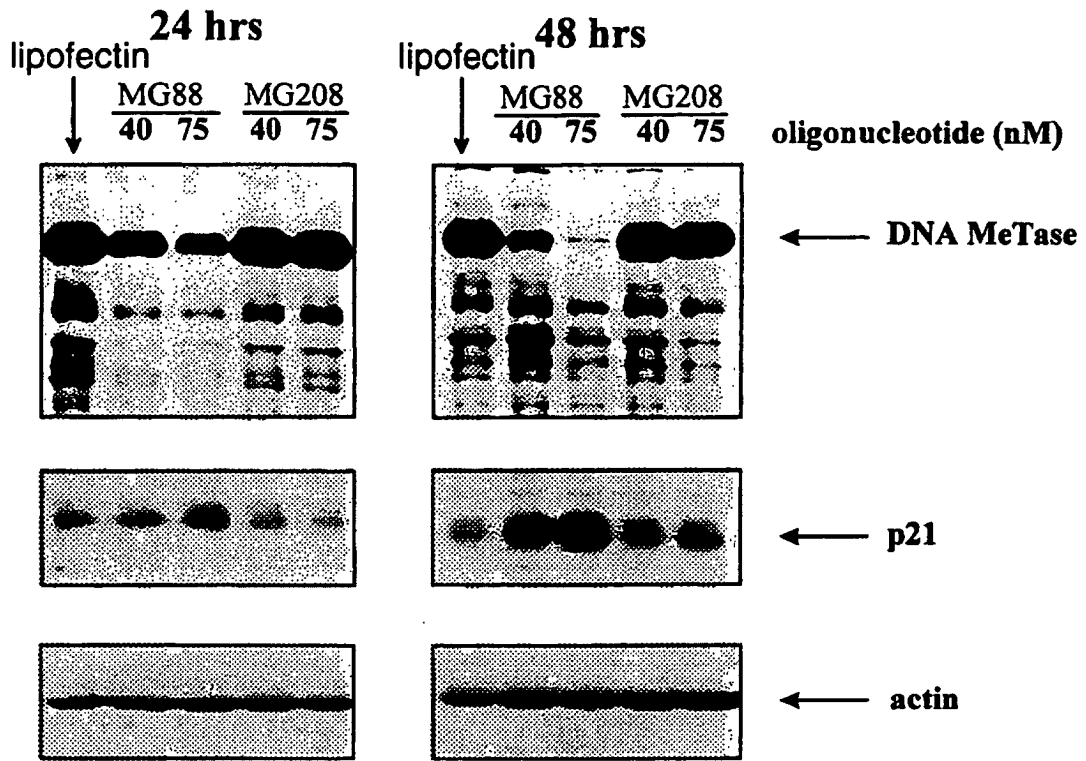 24 hrs
48 hrs
lipofectin
lipofectin
MG88 MG208
MG88 MG208
40 75 40 75
40 75 40 75
oligonucleotide (nM)
DNA MeTase
p21
actin